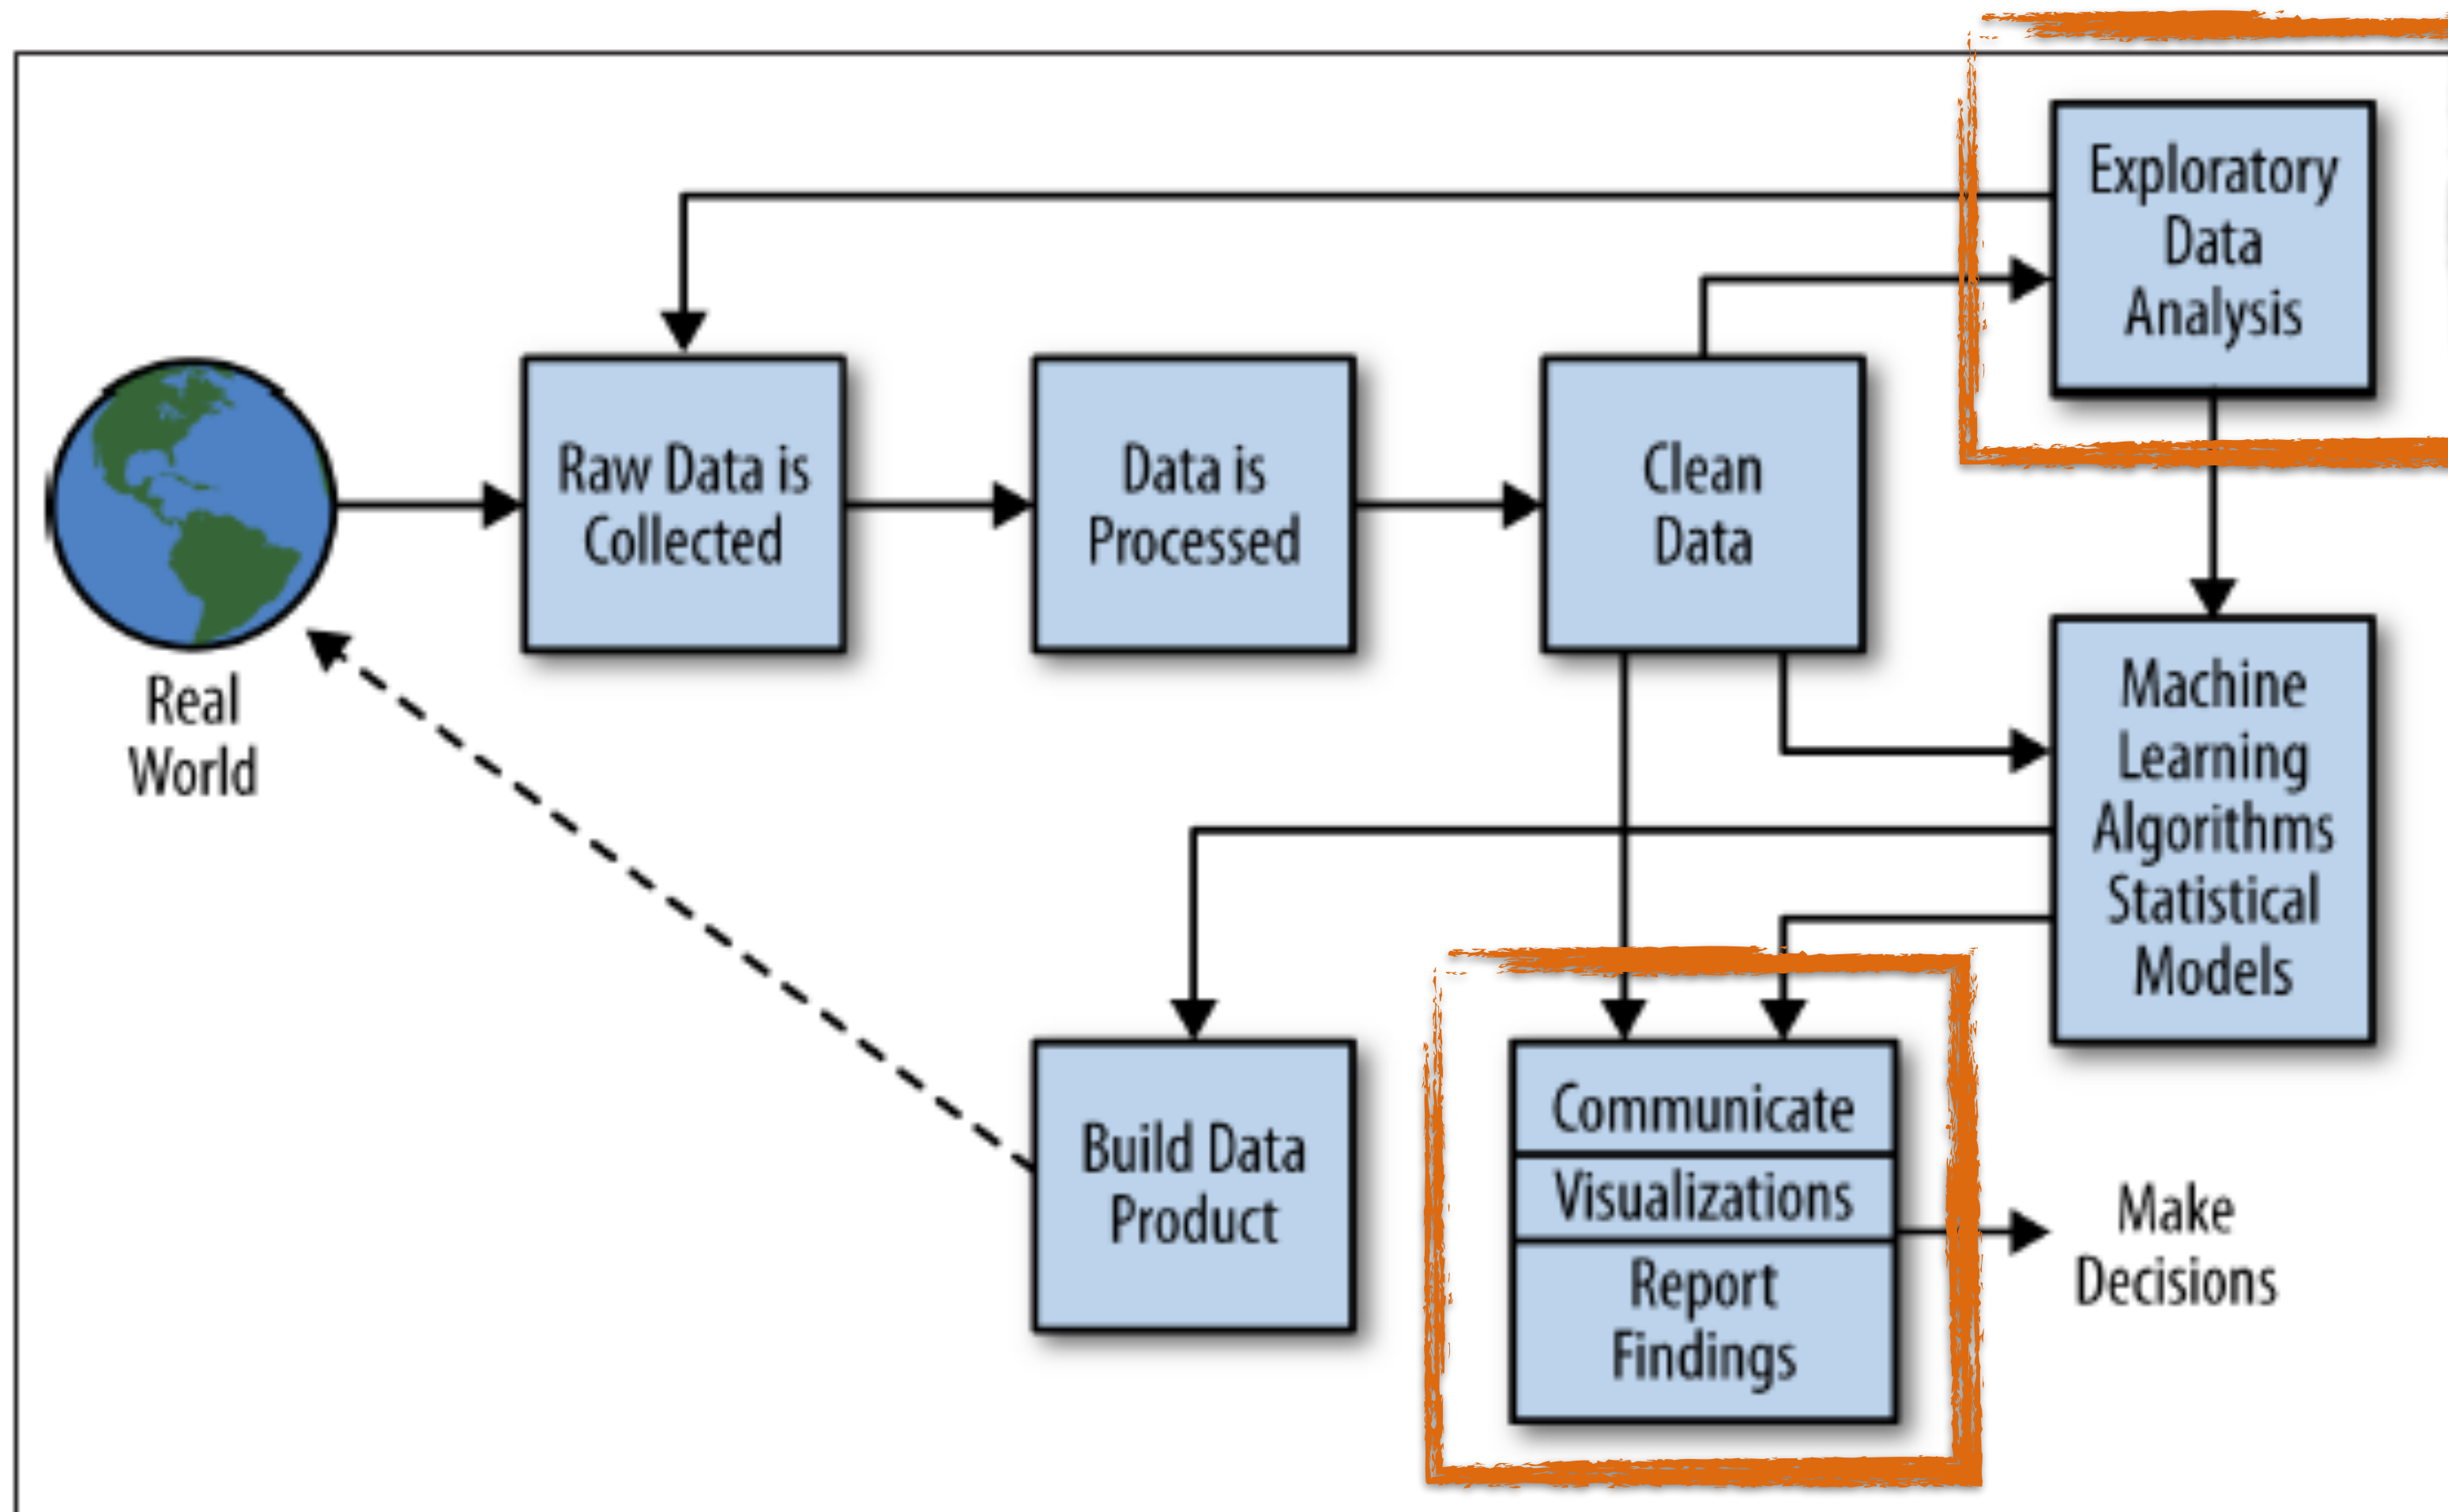 Exploratory
Data
Analysis
Raw Data is
Collected
Data is
Processed
Clean
Data
Real
World
Machine
Learning
Algorithms
Statistical
Models
Build Data
Product
Communicate
Visualizations
Report
Findings
Make
Decisions